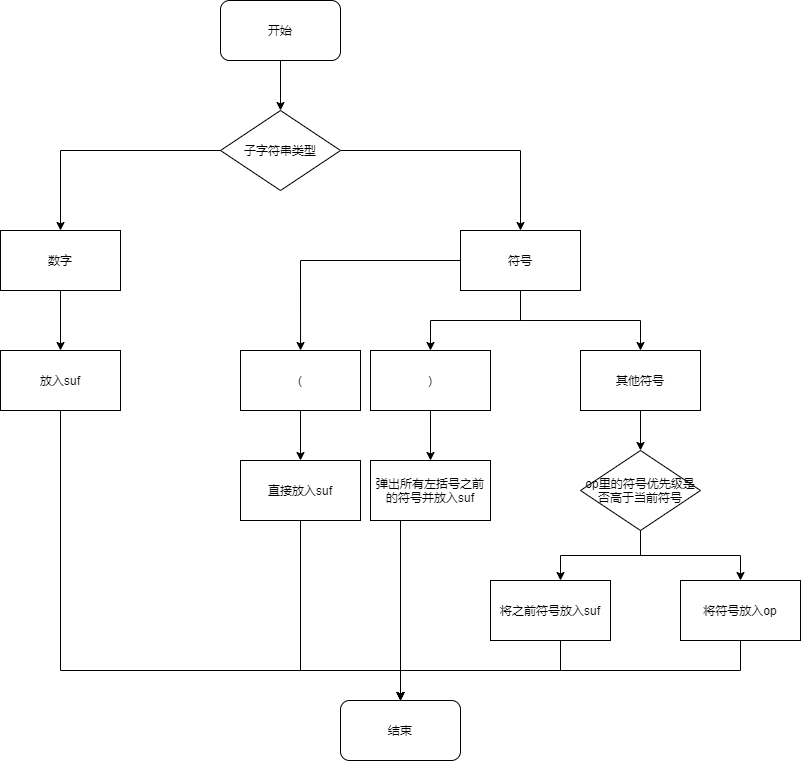 开始
子字符串类型
数字
符号
放入suf
(
)
其他符号
直接放入suf
弹出所有左括号之前
的符号并放入suf
op里的符号优先级是
否高于当前符号
将之前符号放入suf
将符号放入op
结束